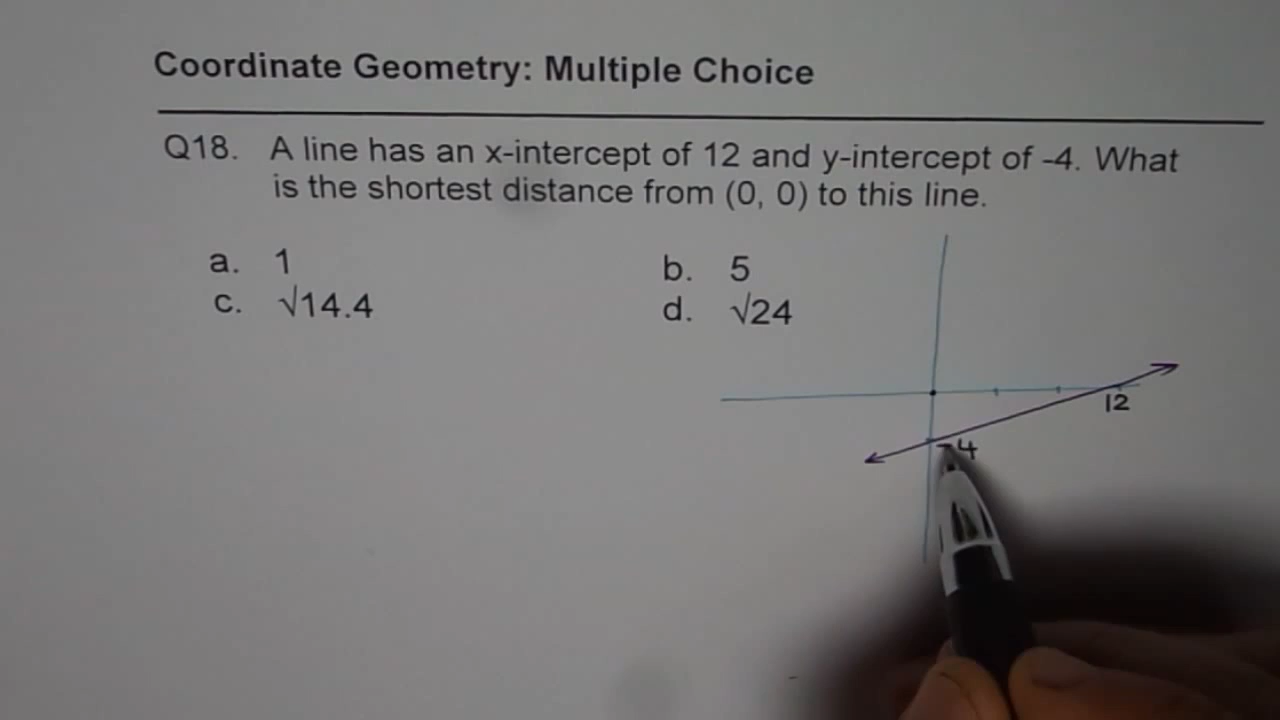 Coordinate Geometry: Multiple Choice
Q18. A line has an x-intercept of 12 and y-intercept of -4. What
is the shortest distance from (0, 0) to this line.
a. 1 b. 5
c. √14.4 d. √24
12
-4